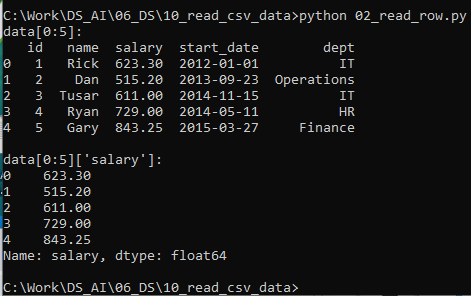 C:\Work\DS_AI\06_DS\10_read_csv_data>python 02_read_row.py
data[0:5]:
   id   name  salary  start_date        dept
0   1   Rick  623.30  2012-01-01          IT
1   2    Dan  515.20  2013-09-23  Operations
2   3  Tusar  611.00  2014-11-15          IT
3   4   Ryan  729.00  2014-05-11          HR
4   5   Gary  843.25  2015-03-27     Finance
data[0:5]['salary']:
0    623.30
1    515.20
2    611.00
3    729.00
4    843.25
Name: salary, dtype: float64
C:\Work\DS_AI\06_DS\10_read_csv_data>